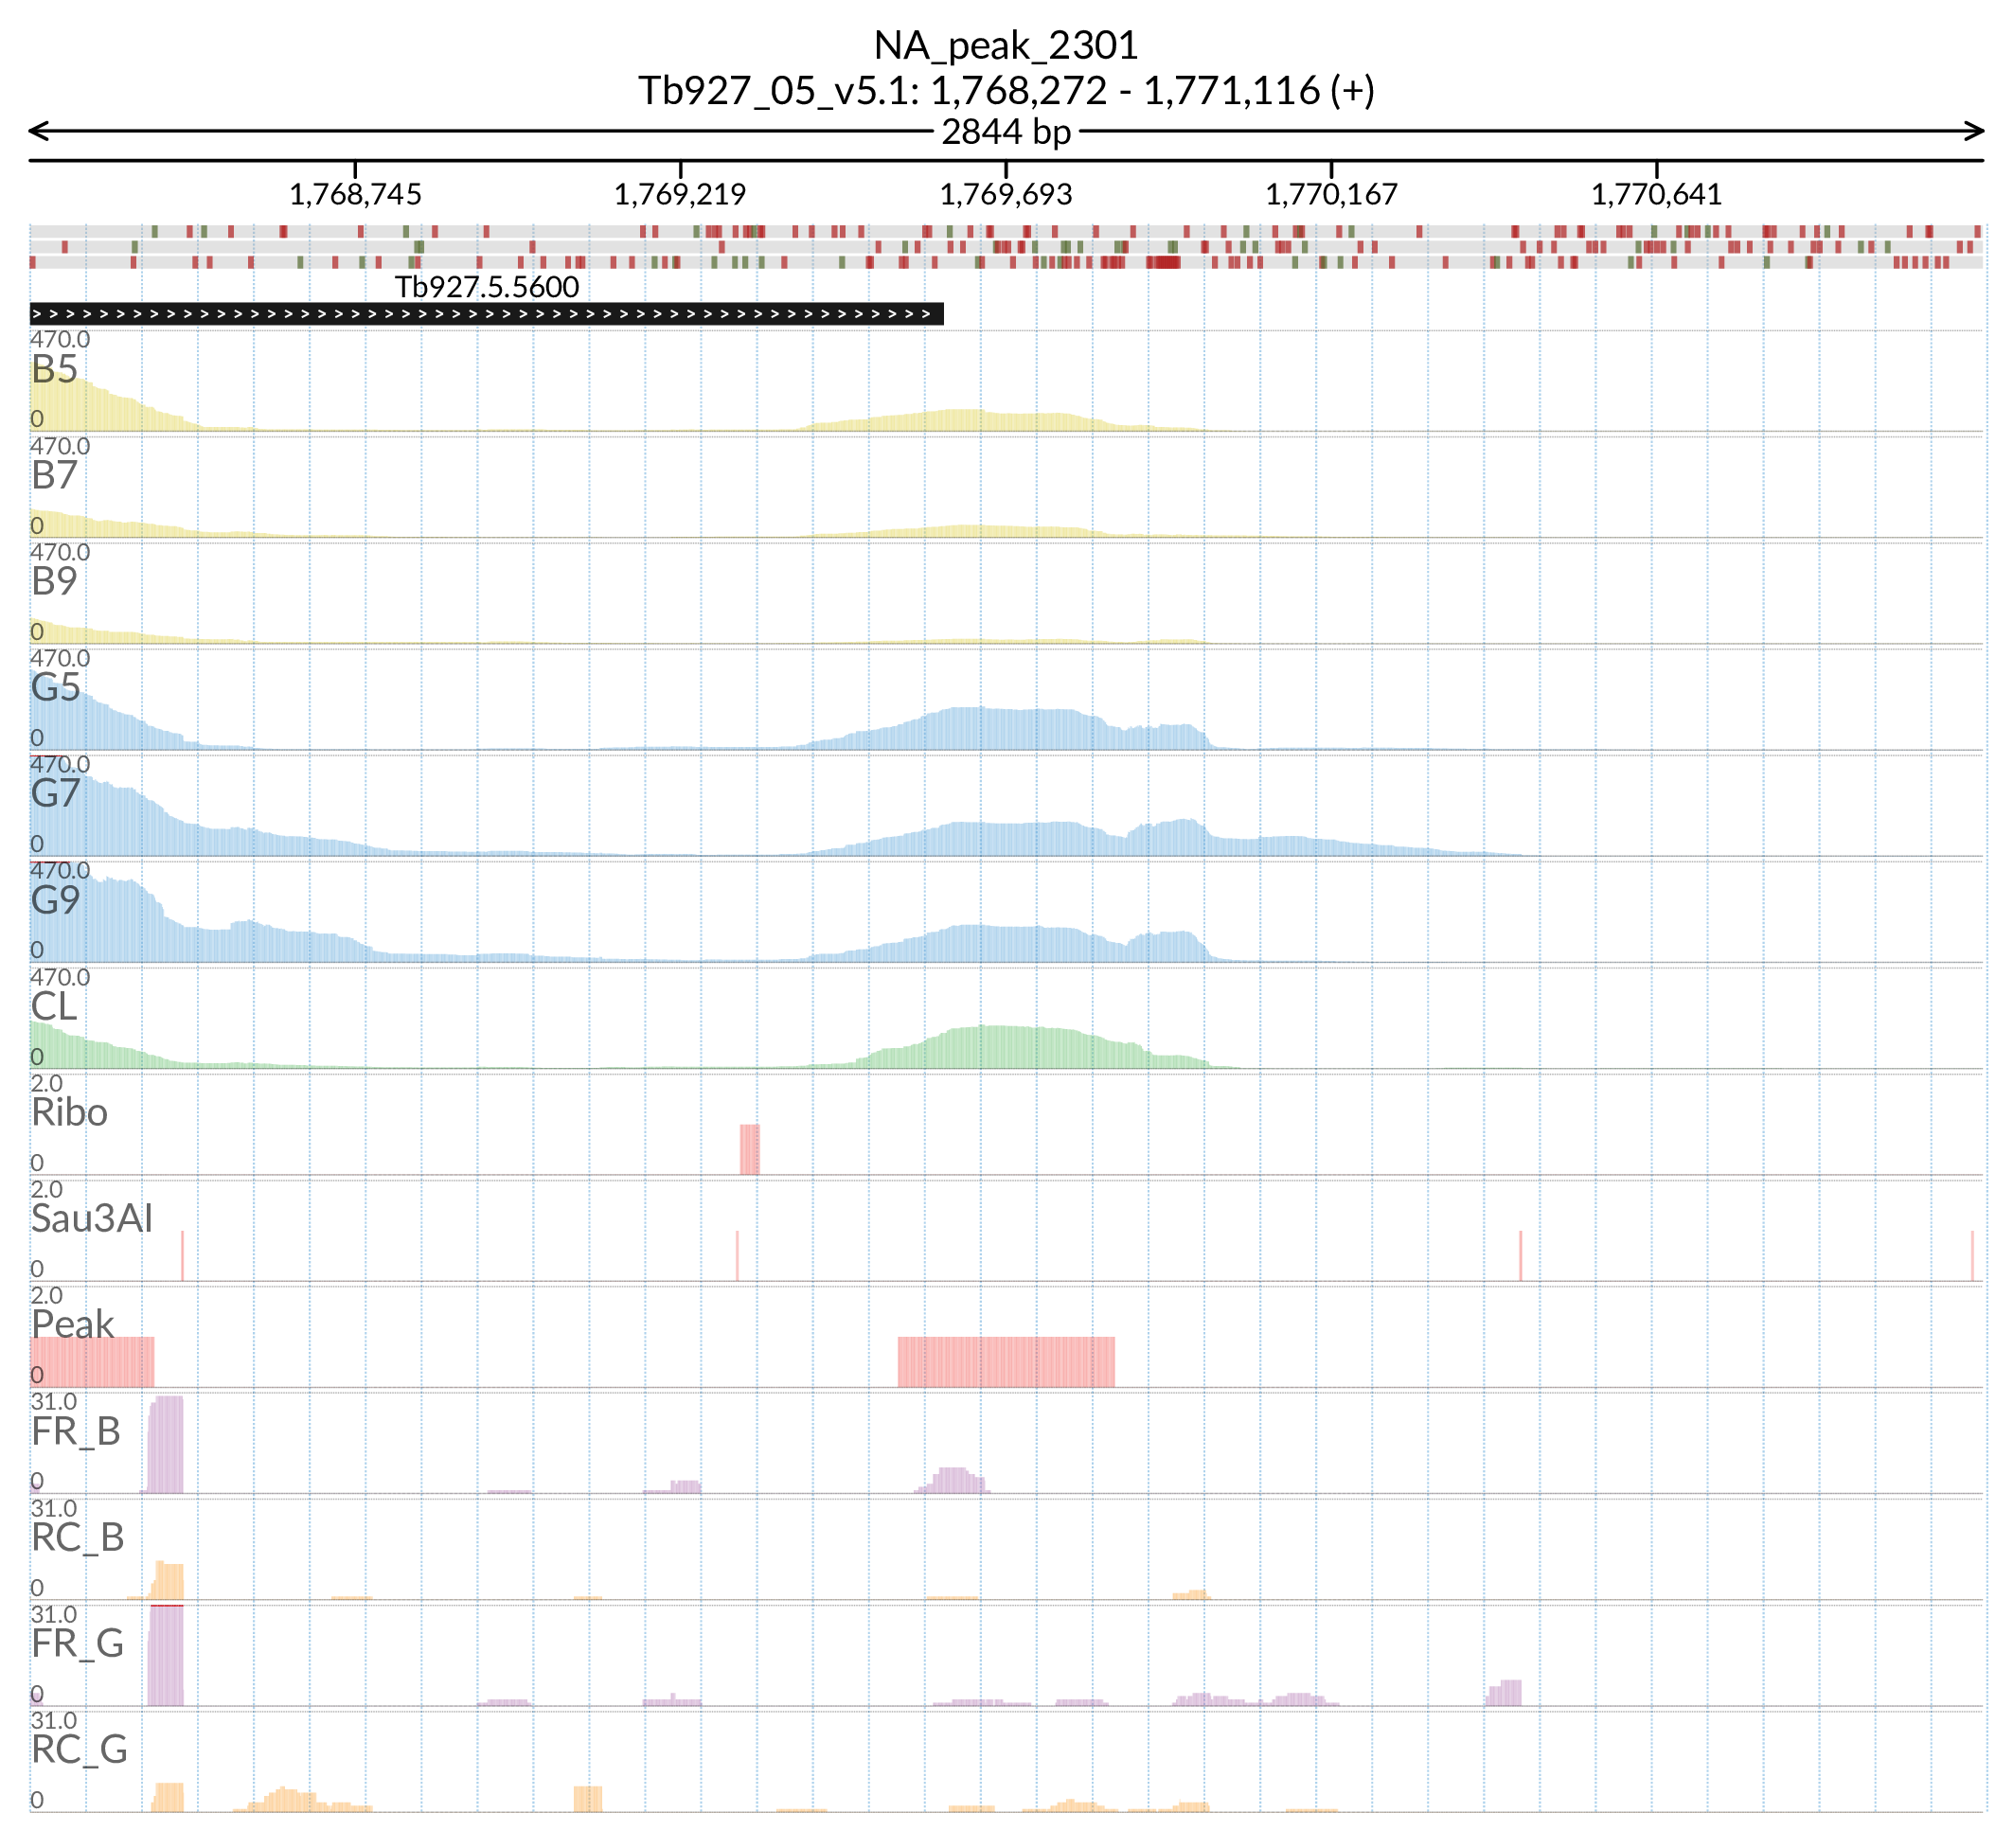 NA_peak_2301
Tb927_05_v5.1: 1,768,272 - 1,771,116 (+)
2844 bp
1,768,745 1,769,219 1,769,693 1,770,167 1,770,641
Tb927.5.5600
470.0
B5
0
470.0
B7
0
470.0
B9
0
470.0
G5
0
470.0
G7
0
470.0
G9
0
470.0
CL
0
2.0
Ribo
0
2.0
Sau3AI
0
2.0
Peak
0
31.0
FR_B
0
31.0
RC_B
0
31.0
FR_G
0
31.0
RC_G
0